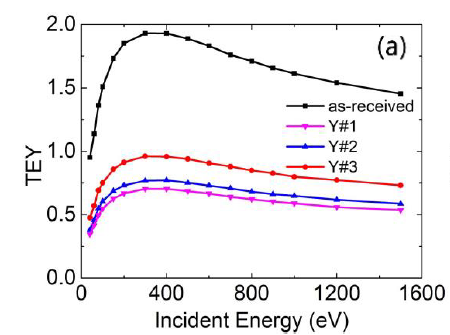 2.0
(a)
1.5
as-received
Y#1
1.0
Y#2
TEY
Y#3
0.5
0.0
0 400 800 1200 1600
Incident Energy (eV)